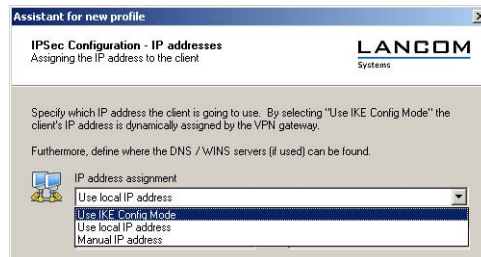 Assistant for new profile
IPSec Configuration - IP addresses
Assigning the IP address to the client
LANCOM
Systems
Specify which IP address the client is going to use. By selecting "Use IKE Config Mode" the
client's IP address is dynamically assigned by the VPN gateway.
Furthermore, define where the DNS / WINS servers (if used) can be found.
IP address assignment
Use local IP address
Use IKE Config Mode
Use local IP address
Manual IP address